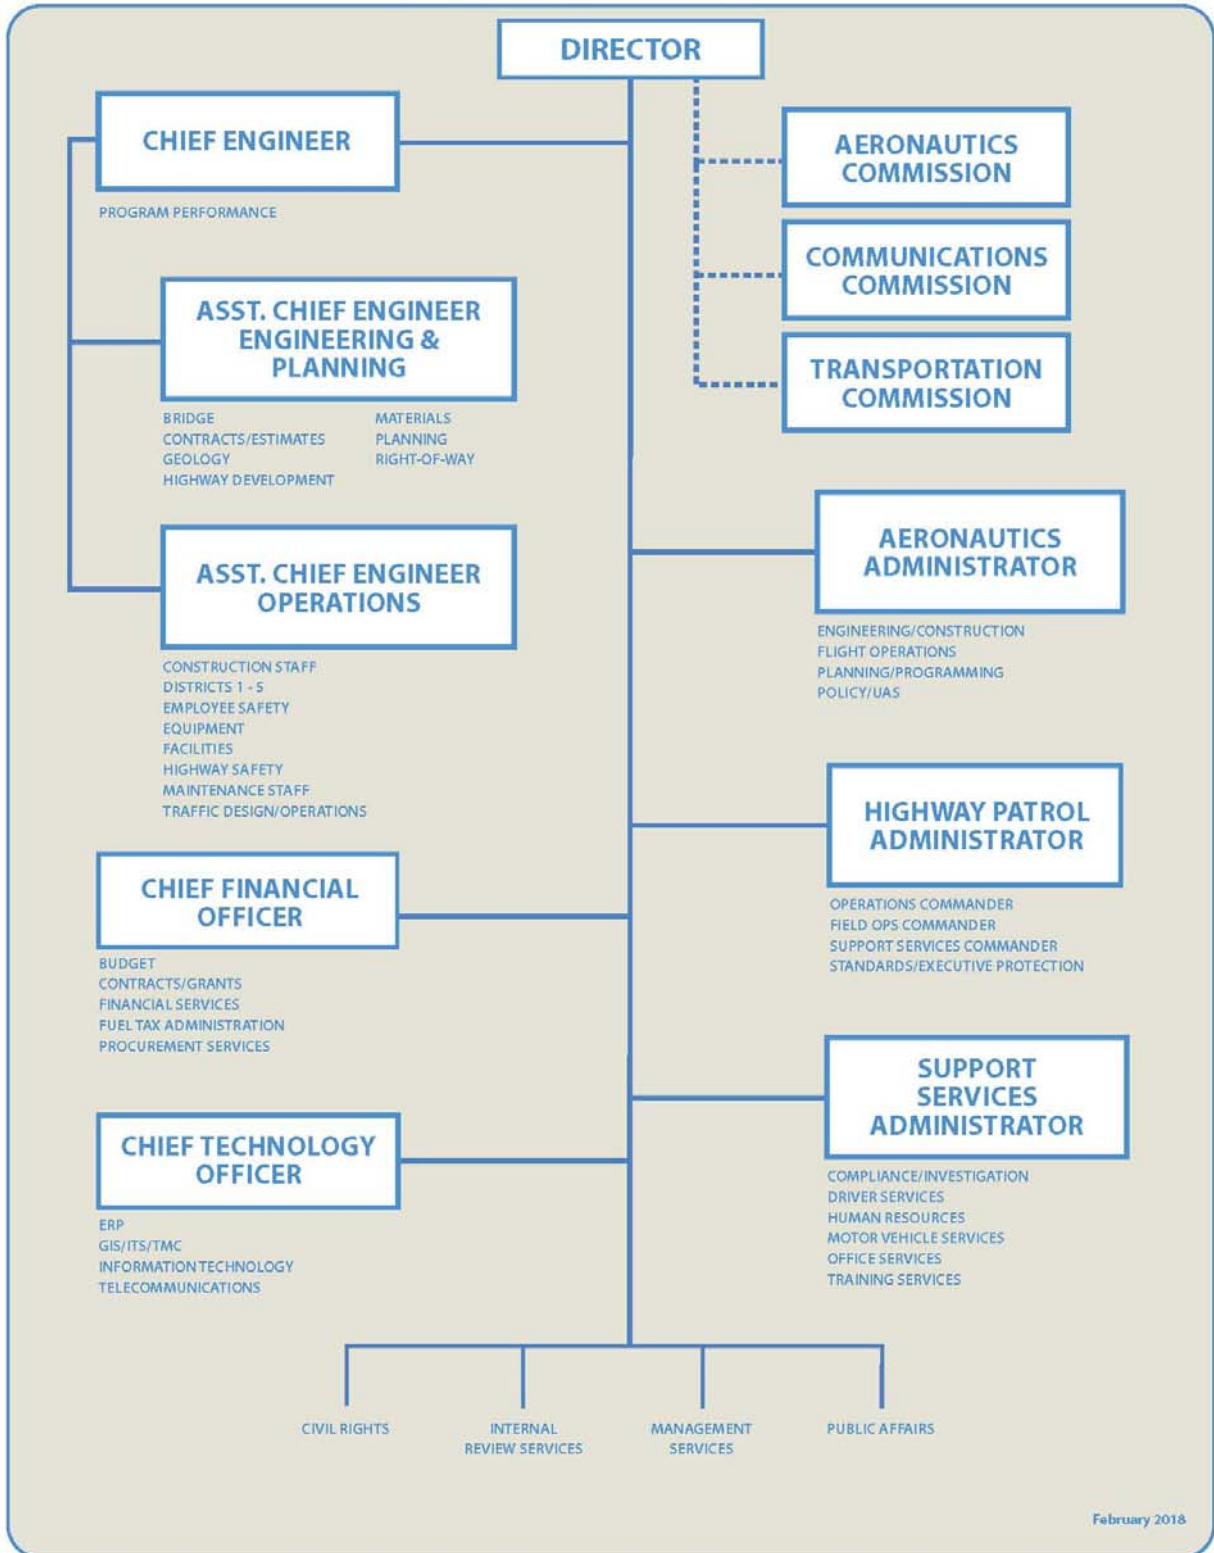 DIRECTOR
CHIEF ENGINEER
PROGRAM PERFORMANCE
AERONAUTICS
COMMISSION
COMMUNICATIONS
COMMISSION
TRANSPORTATION
COMMISSION
ASST. CHIEF ENGINEER
ENGINEERING &
PLANNING
BRIDGE
CONTRACTS/ESTIMATES
GEOLOGY
HIGHWAY DEVELOPMENT
MATERIALS
PLANNING
RIGHT-OF-WAY
ASST. CHIEF ENGINEER
OPERATIONS
CONSTRUCTION STAFF
DISTRICTS 1 - 5
EMPLOYEE SAFETY
EQUIPMENT
FACILITIES
HIGHWAY SAFETY
MAINTENANCE STAFF
TRAFFIC DESIGN/OPERATIONS
AERONAUTICS
ADMINISTRATOR
ENGINEERING/CONSTRUCTION
FLIGHT OPERATIONS
PLANNING/PROGRAMMING
POLICY/UAS
HIGHWAY PATROL
ADMINISTRATOR
OPERATIONS COMMANDER
FIELD OPS COMMANDER
SUPPORT SERVICES COMMANDER
STANDARDS/EXECUTIVE PROTECTION
CHIEF FINANCIAL
OFFICER
BUDGET
CONTRACTS/GRANTS
FINANCIAL SERVICES
FUEL TAX ADMINISTRATION
PROCUREMENT SERVICES
SUPPORT
SERVICES
ADMINISTRATOR
COMPLIANCE/INVESTIGATION
DRIVER SERVICES
HUMAN RESOURCES
MOTOR VEHICLE SERVICES
OFFICE SERVICES
TRAINING SERVICES
CHIEF TECHNOLOGY
OFFICER
ERP
GIS/ITS/TMC
INFORMATION TECHNOLOGY
TELECOMMUNICATIONS
CIVIL RIGHTS
INTERNAL
REVIEW SERVICES
MANAGEMENT
SERVICES
PUBLIC AFFAIRS
February 2018